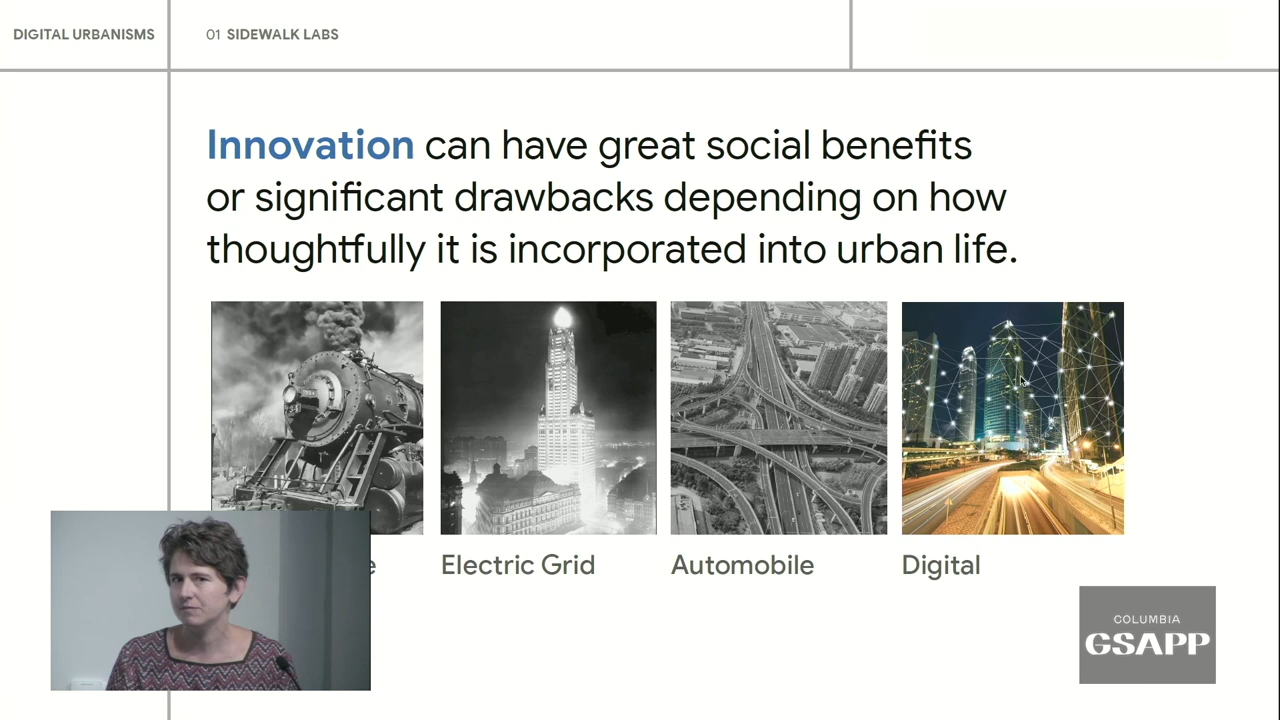 DIGITAL URBANISMS
01 SIDEWALK LABS
Innovation can have great social benefits
or significant drawbacks depending on how
thoughtfully it is incorporated into urban life.
e
Electric Grid
Automobile
Digital
COLUMBIA
GSAPP